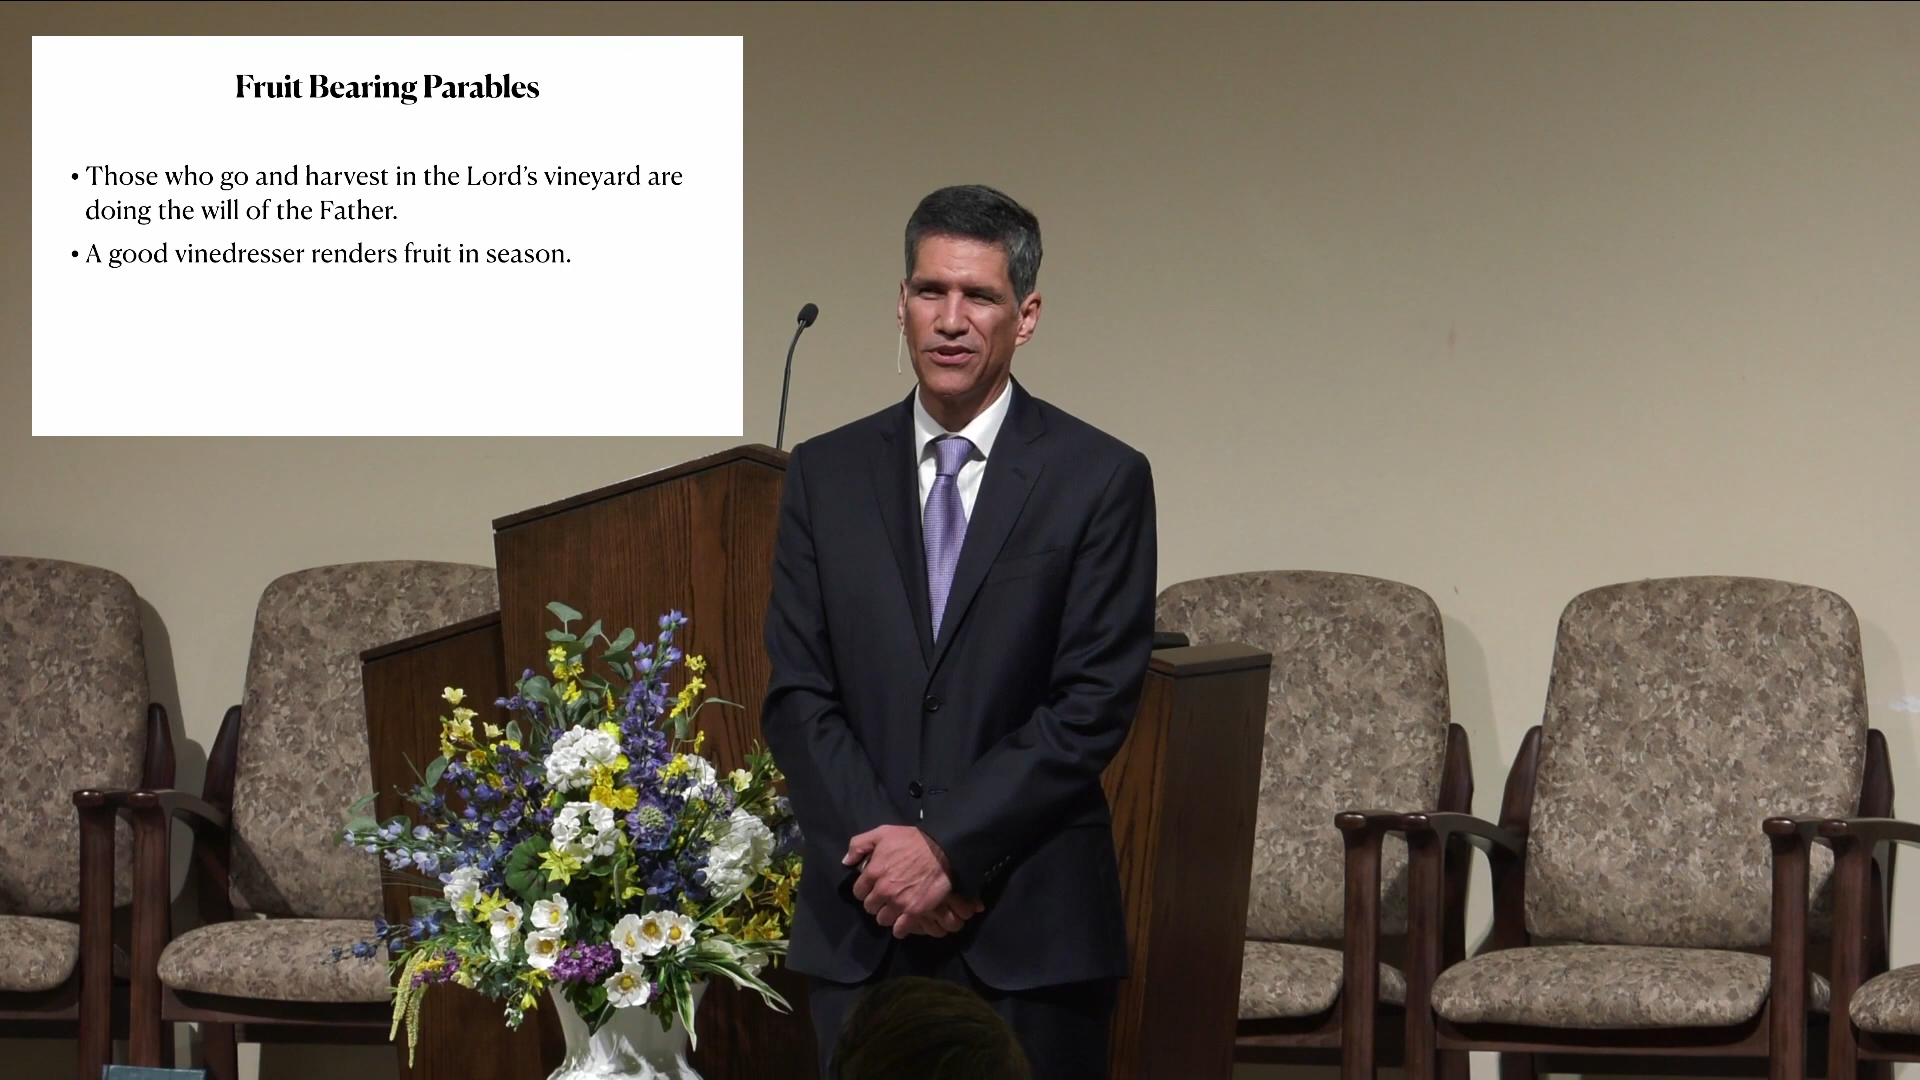 Fruit Bearing Parables
• Those who go and harvest in the Lord’s vineyard are
doing the will of the Father.
• A good vinedresser renders fruit in season.